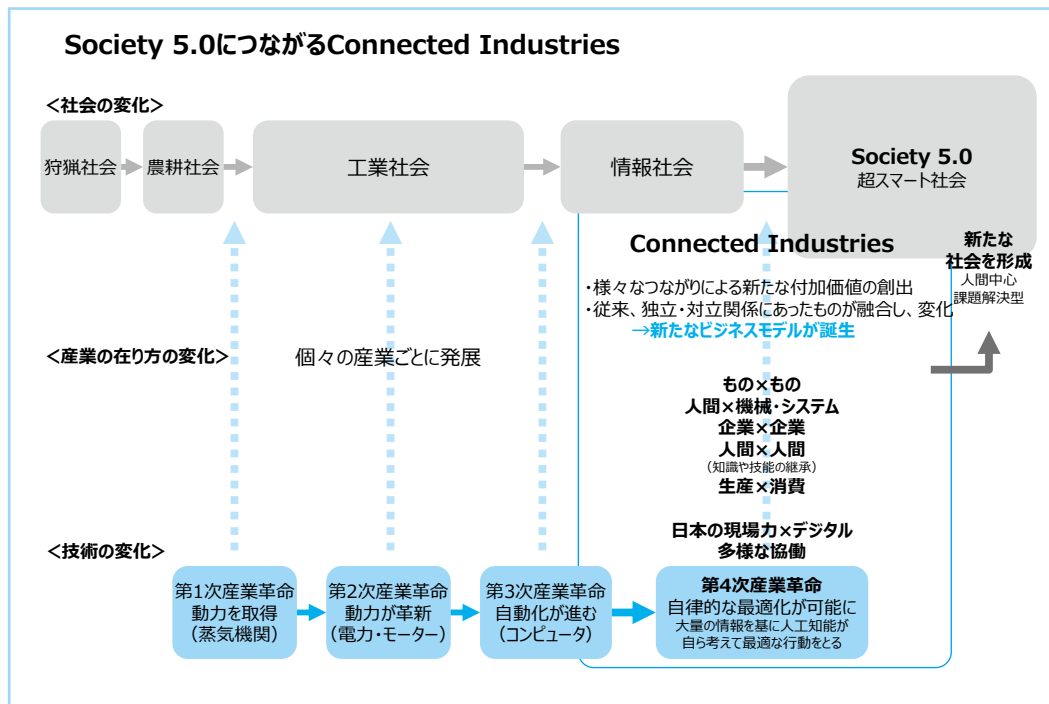 Society 5.0につながるConnected Industries
＜社会の変化＞
狩猟社会
農耕社会
工業社会
情報社会
Society 5.0
超スマート社会
Connected Industries
・様々なつながりによる新たな付加価値の創出
・従来、独立・対立関係にあったものが融合し、変化
→新たなビジネスモデルが誕生
新たな
社会を形成
人間中心
課題解決型
＜産業の在り方の変化＞
個々の産業ごとに発展
もの×もの
人間×機械・システム
企業×企業
人間×人間
（知識や技能の継承）
生産×消費
日本の現場力×デジタル
多様な協働
＜技術の変化＞
第1次産業革命
動力を取得
（蒸気機関）
第2次産業革命
動力が革新
（電力・モーター）
第3次産業革命
自動化が進む
（コンピュータ）
第4次産業革命
自律的な最適化が可能に
大量の情報を基に人工知能が
自ら考えて最適な行動をとる